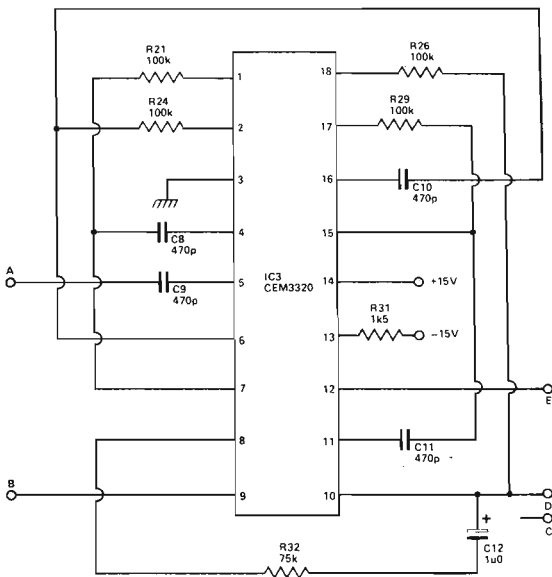 R21
100k
R26
100k
1
18
R24
100k
R29
100k
2
17
3
16
C10
470p
4
C8
470p
15
A
5
C9
470p
IC3
CEM3320
14
+15V
R31
1k5
13
-15V
6
7
12
E
8
11
C11
470p
B
9
10
D
C
+
C12
1u0
R32
75k